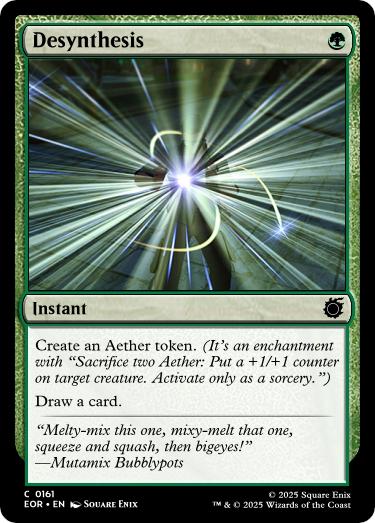 Desynthesis
Instant
Create an Aether token. (It's an enchantment
with “Sacrifice two Aether: Put a +1/+1 counter
on target creature. Activate only as a sorcery.”)
Draw a card.
“Melty-mix this one, mixy-melt that one,
squeeze and squash, then bigeyes!”
—Mutamix Bubblypots
C 0161
EOR • EN Square Enix
© 2025 Square Enix
™ & © 2025 Wizards of the Coast